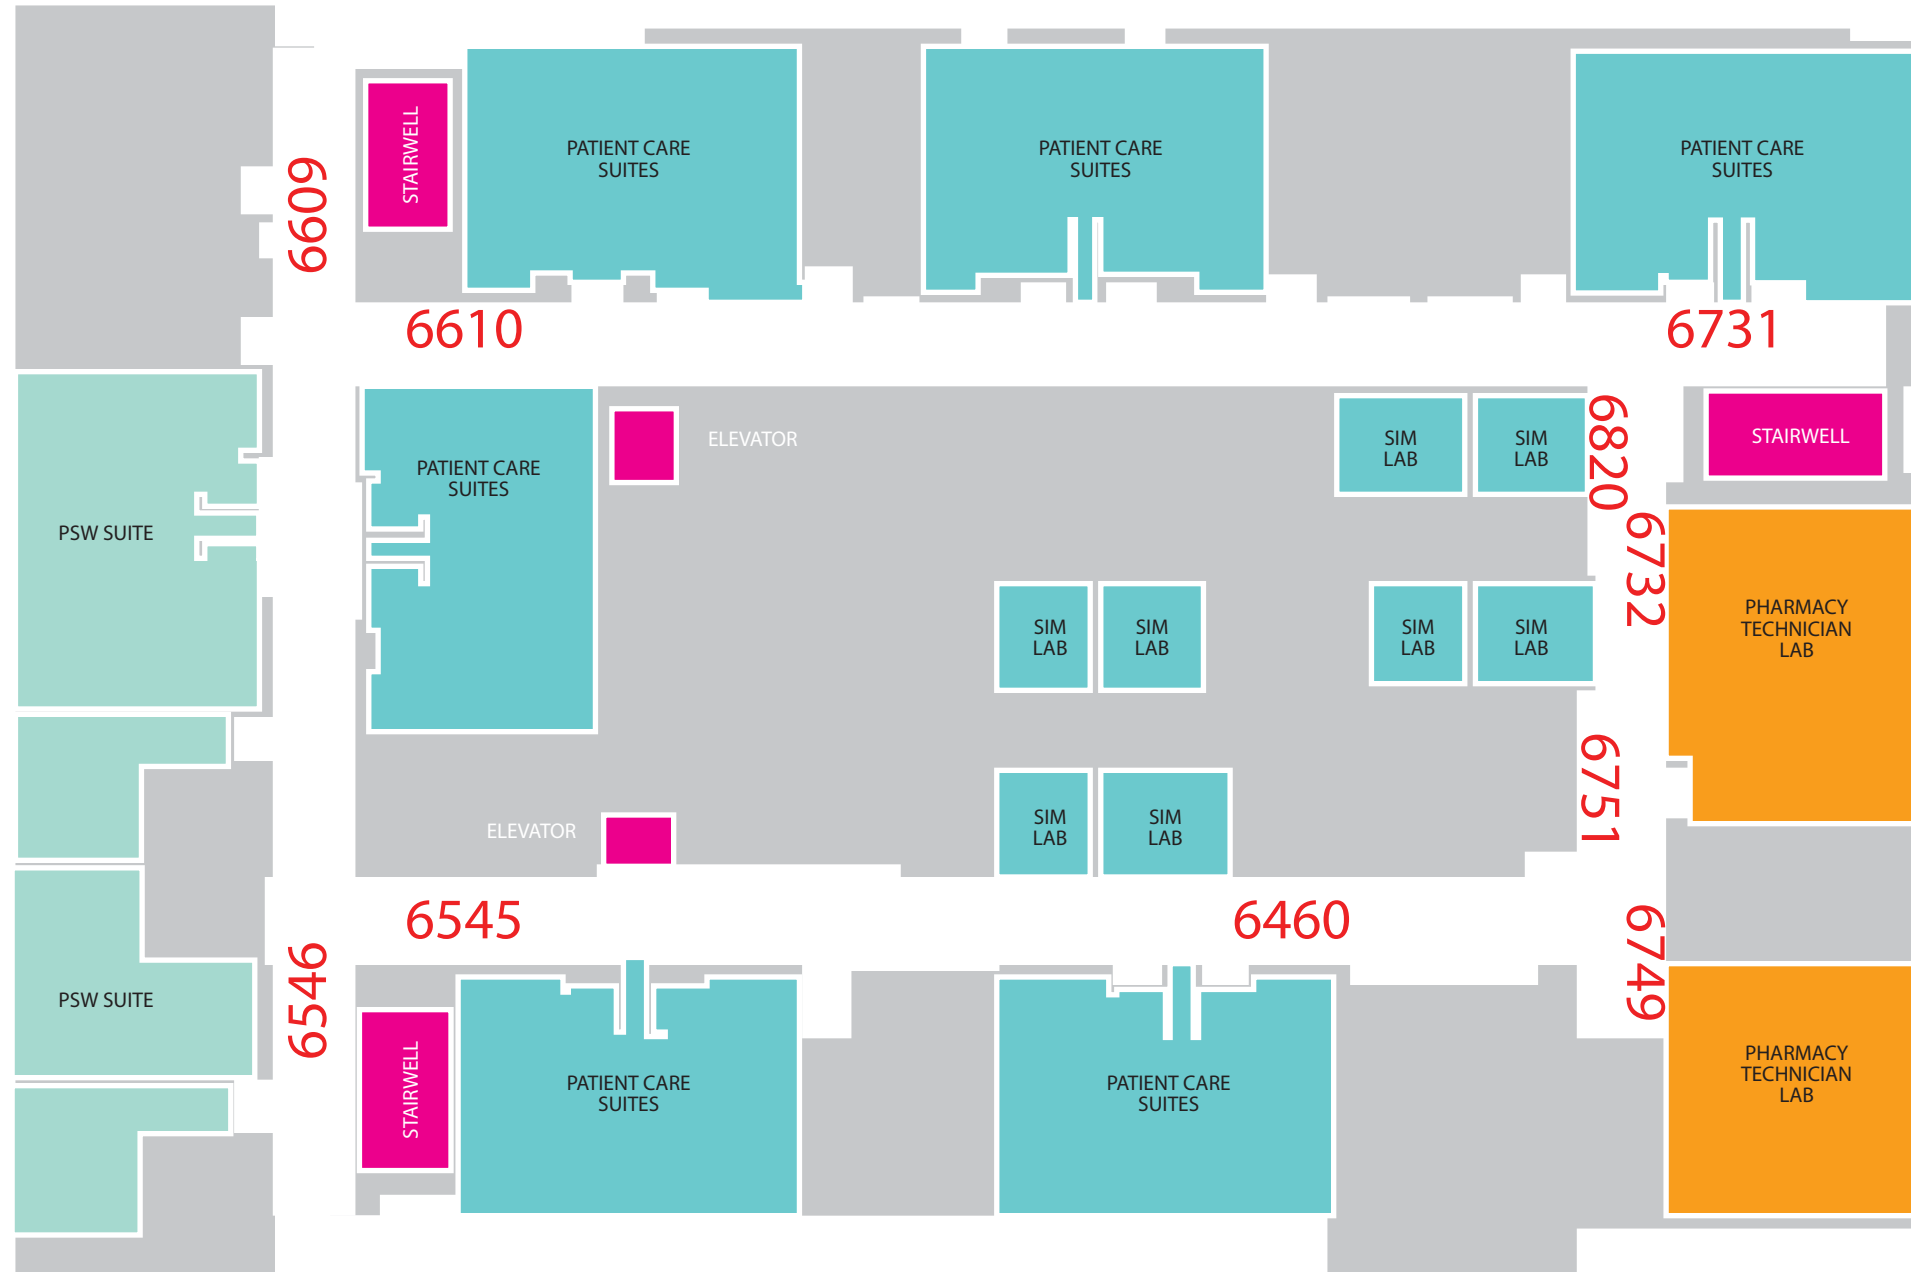 PATIENT CARE
SUITES
PATIENT CARE
SUITES
PATIENT CARE
SUITES
STAIRWELL
6609
6610
6731
ELEVATOR
SIM
LAB
SIM
LAB
6820
STAIRWELL
PATIENT CARE
SUITES
PSW SUITE
6732
SIM
LAB
SIM
LAB
SIM
LAB
SIM
LAB
PHARMACY
TECHNICIAN
LAB
6751
ELEVATOR
SIM
LAB
SIM
LAB
6545
6460
6749
6546
PSW SUITE
STAIRWELL
PATIENT CARE
SUITES
PATIENT CARE
SUITES
PHARMACY
TECHNICIAN
LAB